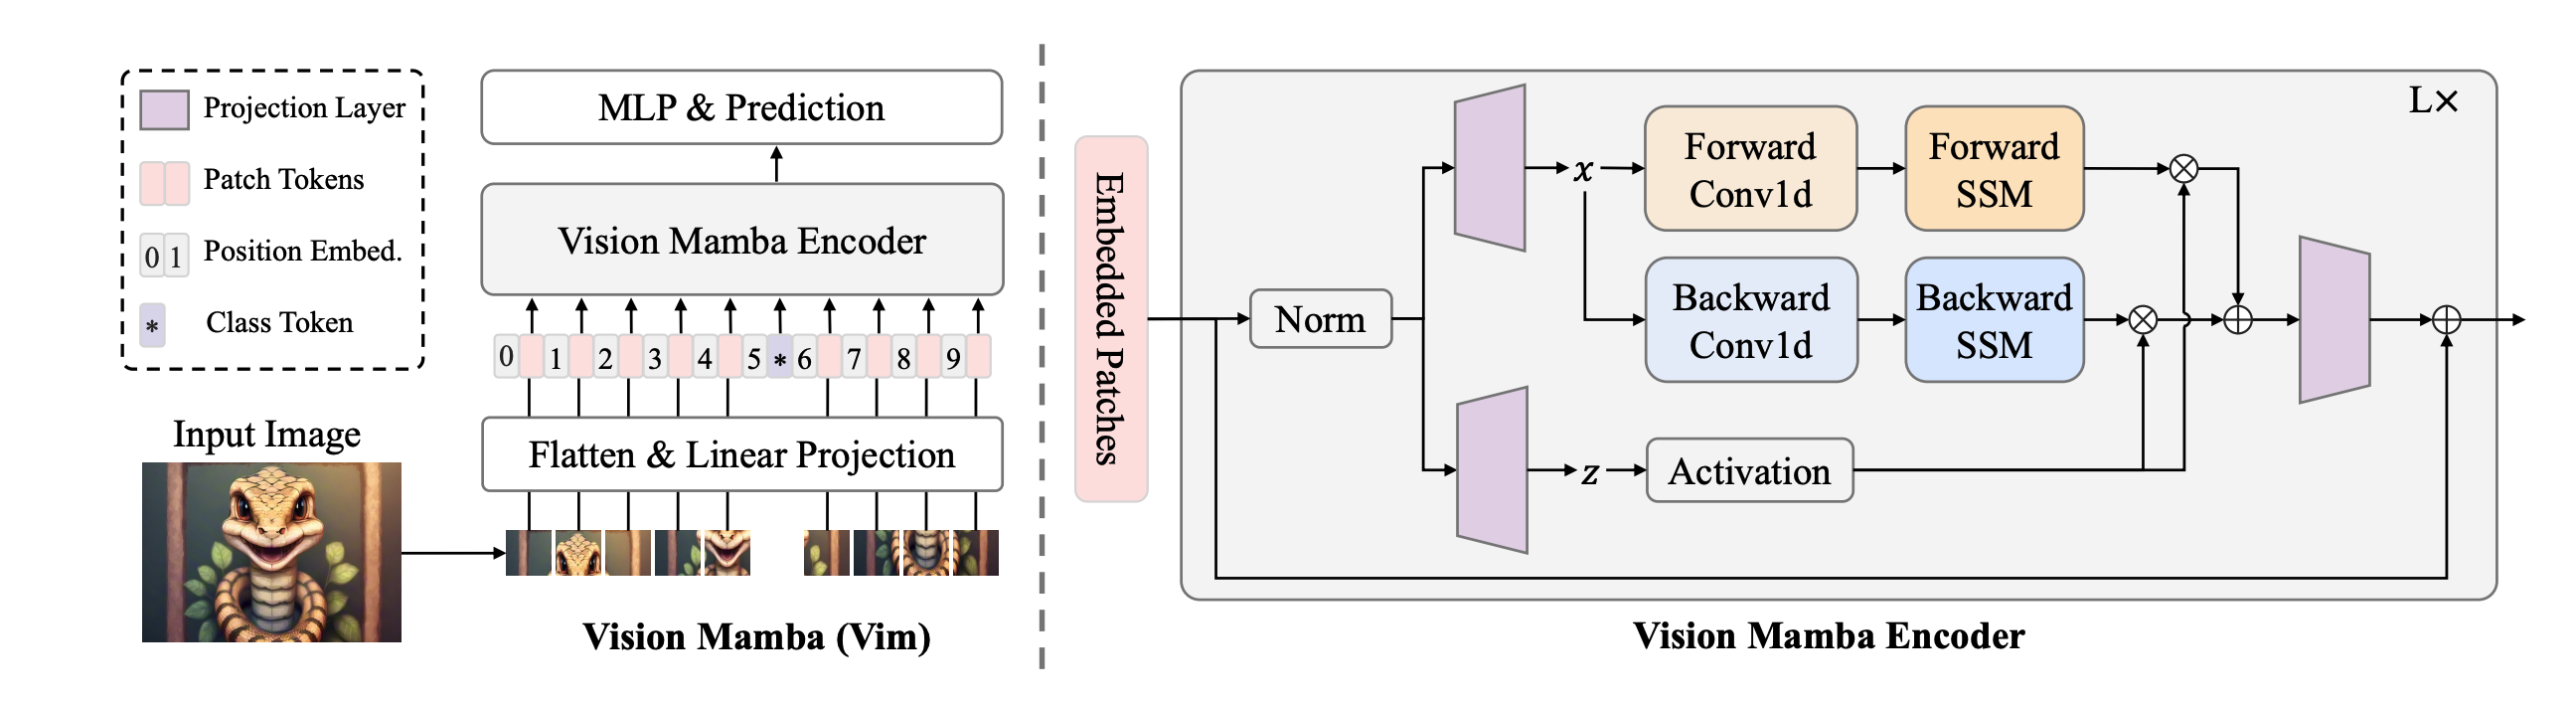 Projection Layer
Patch Tokens
0 1 Position Embed.
* Class Token
Input Image
MLP & Prediction
Vision Mamba Encoder
0 1 2 3 4 5 * 6 7 8 9
Flatten & Linear Projection
Vision Mamba (Vim)
Embedded Patches
L×
Norm
x
Forward
Conv1d
Forward
SSM
Backward
Conv1d
Backward
SSM
z
Activation
Vision Mamba Encoder